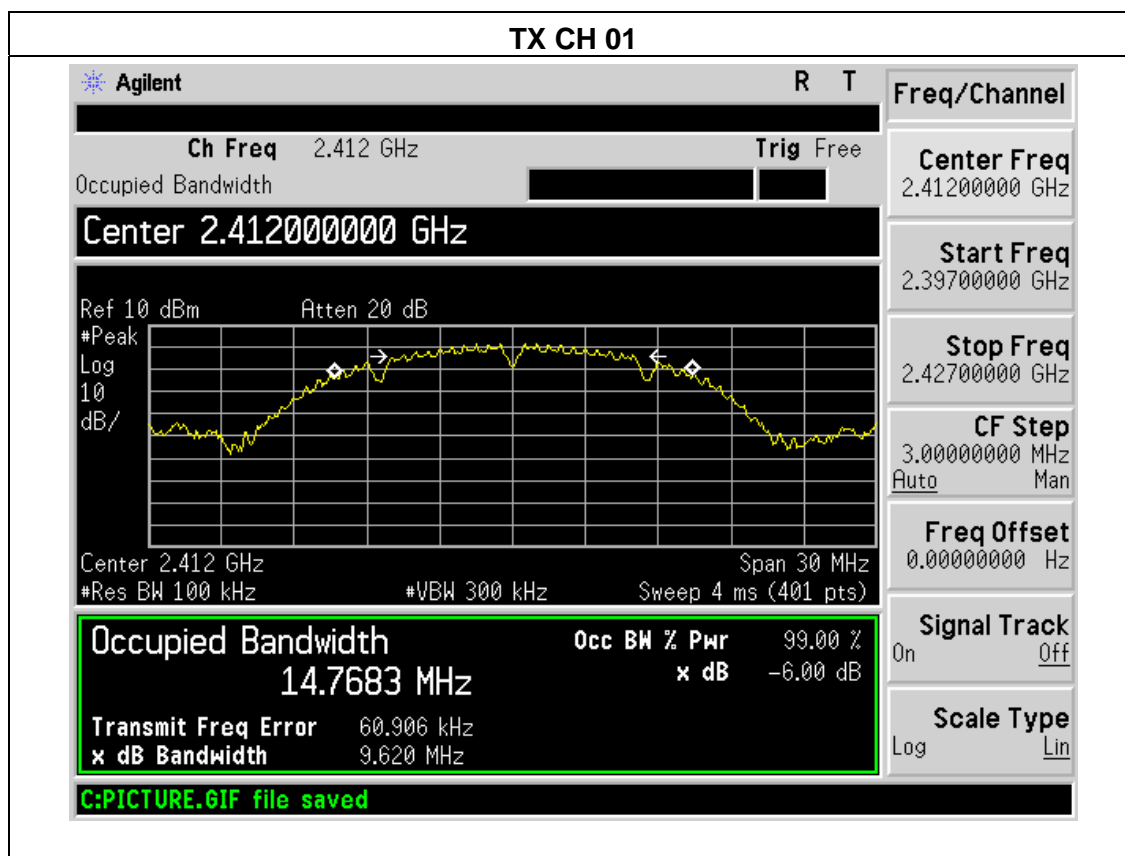 TX CH 01
Agilent R T
Ch Freq 2.412 GHz Trig Free
Occupied Bandwidth
Center 2.412000000 GHz
Ref 10 dBm Atten 20 dB
#Peak
Log
10
dB/
Center 2.412 GHz Span 30 MHz
#Res BW 100 kHz #VBW 300 kHz Sweep 4 ms (401 pts)
Occupied Bandwidth Occ BW % Pwr 99.00 %
14.7683 MHz x dB -6.00 dB
Transmit Freq Error 60.906 kHz
x dB Bandwidth 9.620 MHz
C:PICTURE.GIF file saved
Freq/Channel
Center Freq
2.41200000 GHz
Start Freq
2.39700000 GHz
Stop Freq
2.42700000 GHz
CF Step
3.00000000 MHz
Auto Man
Freq Offset
0.00000000 Hz
Signal Track
On Off
Scale Type
Log Lin